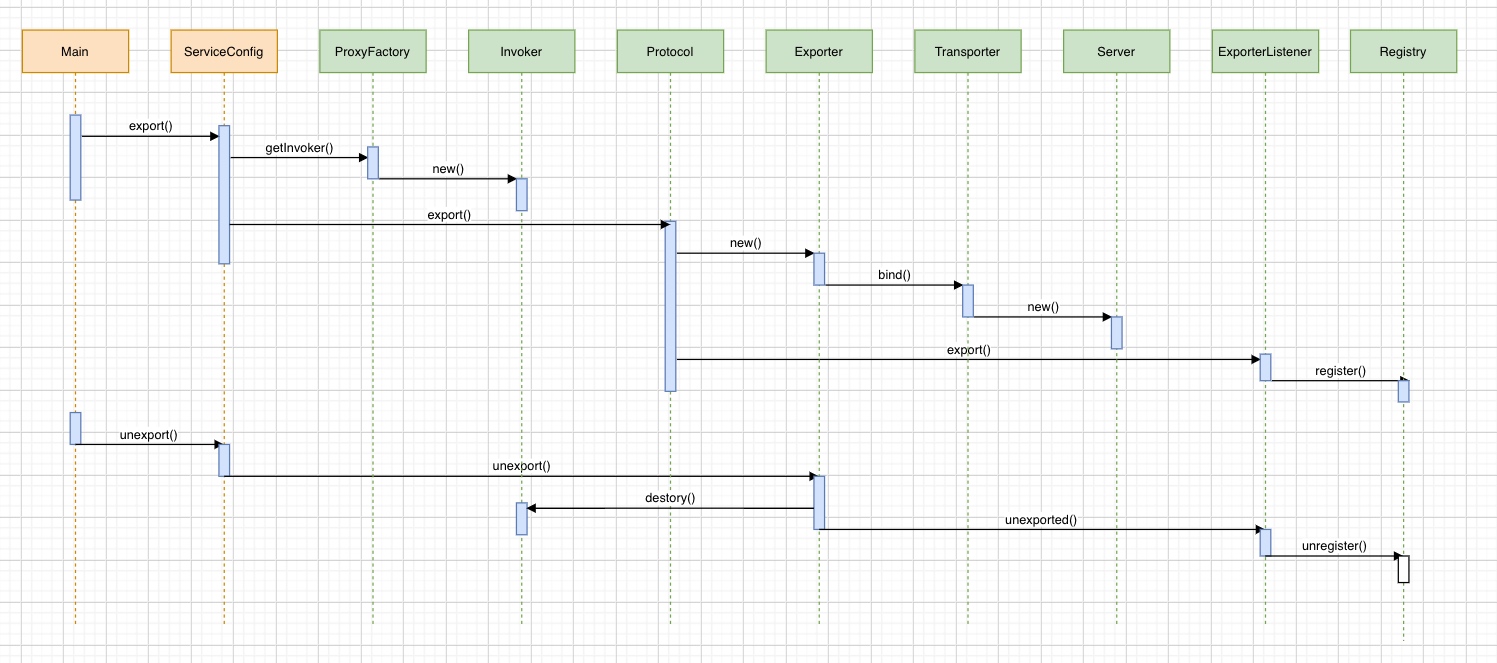 Main
ServiceConfig
ProxyFactory
Invoker
Protocol
Exporter
Transporter
Server
ExporterListener
Registry
export()
getInvoker()
new()
export()
new()
bind()
new()
export()
register()
unexport()
unexport()
destory()
unexported()
unregister()